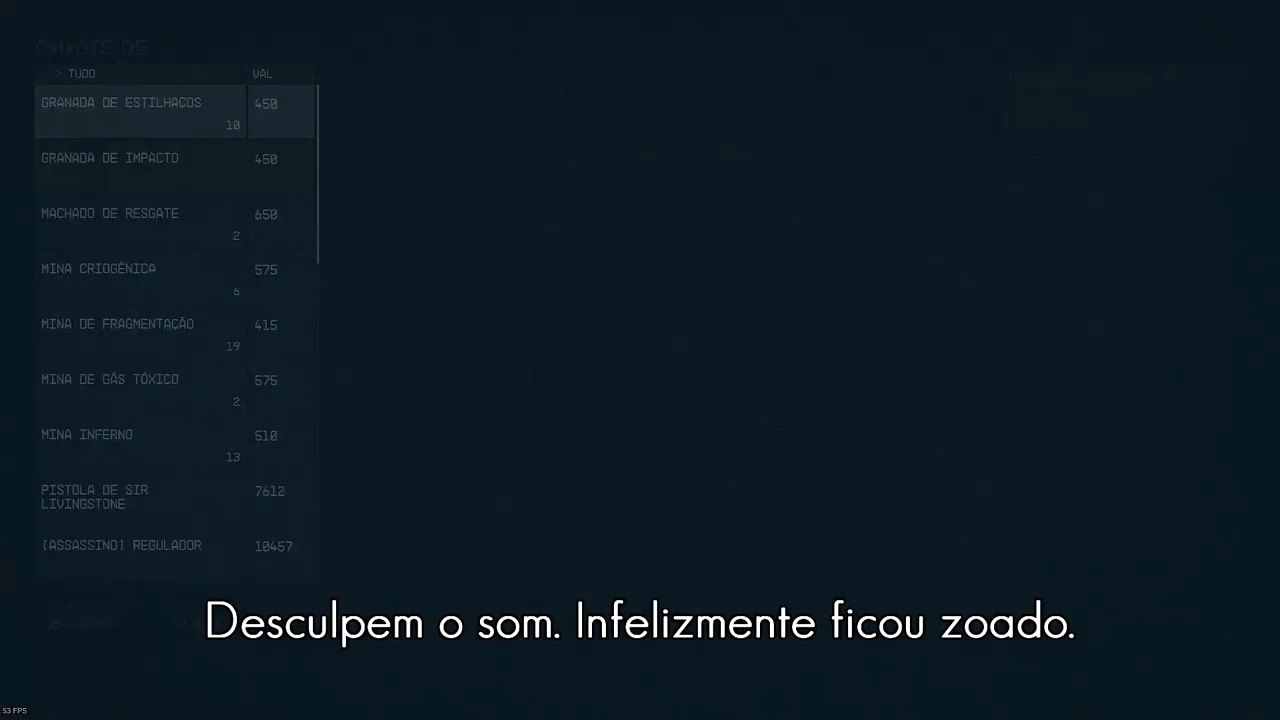 CAIXOTE DE
> TUDO VAL
GRANADA DE ESTILHAÇOS 450
10
GRANADA DE IMPACTO 450
MACHADO DE RESGATE 650
2
MINA CRIOGÊNICA 575
6
MINA DE FRAGMENTAÇÃO 415
19
MINA DE GÁS TÓXICO 575
2
MINA INFERNO 510
13
PISTOLA DE SIR 7612
LIVINGSTONE
[ASSASSINO] REGULADOR 10457
Desculpem o som. Infelizmente ficou zoado.
53 FPS